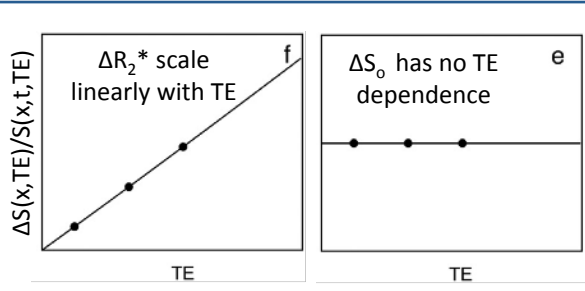 ΔS(x,TE)/S(x,t,TE)
ΔR₂* scale
linearly with TE
f
TE
ΔSₒ has no TE
dependence
e
TE